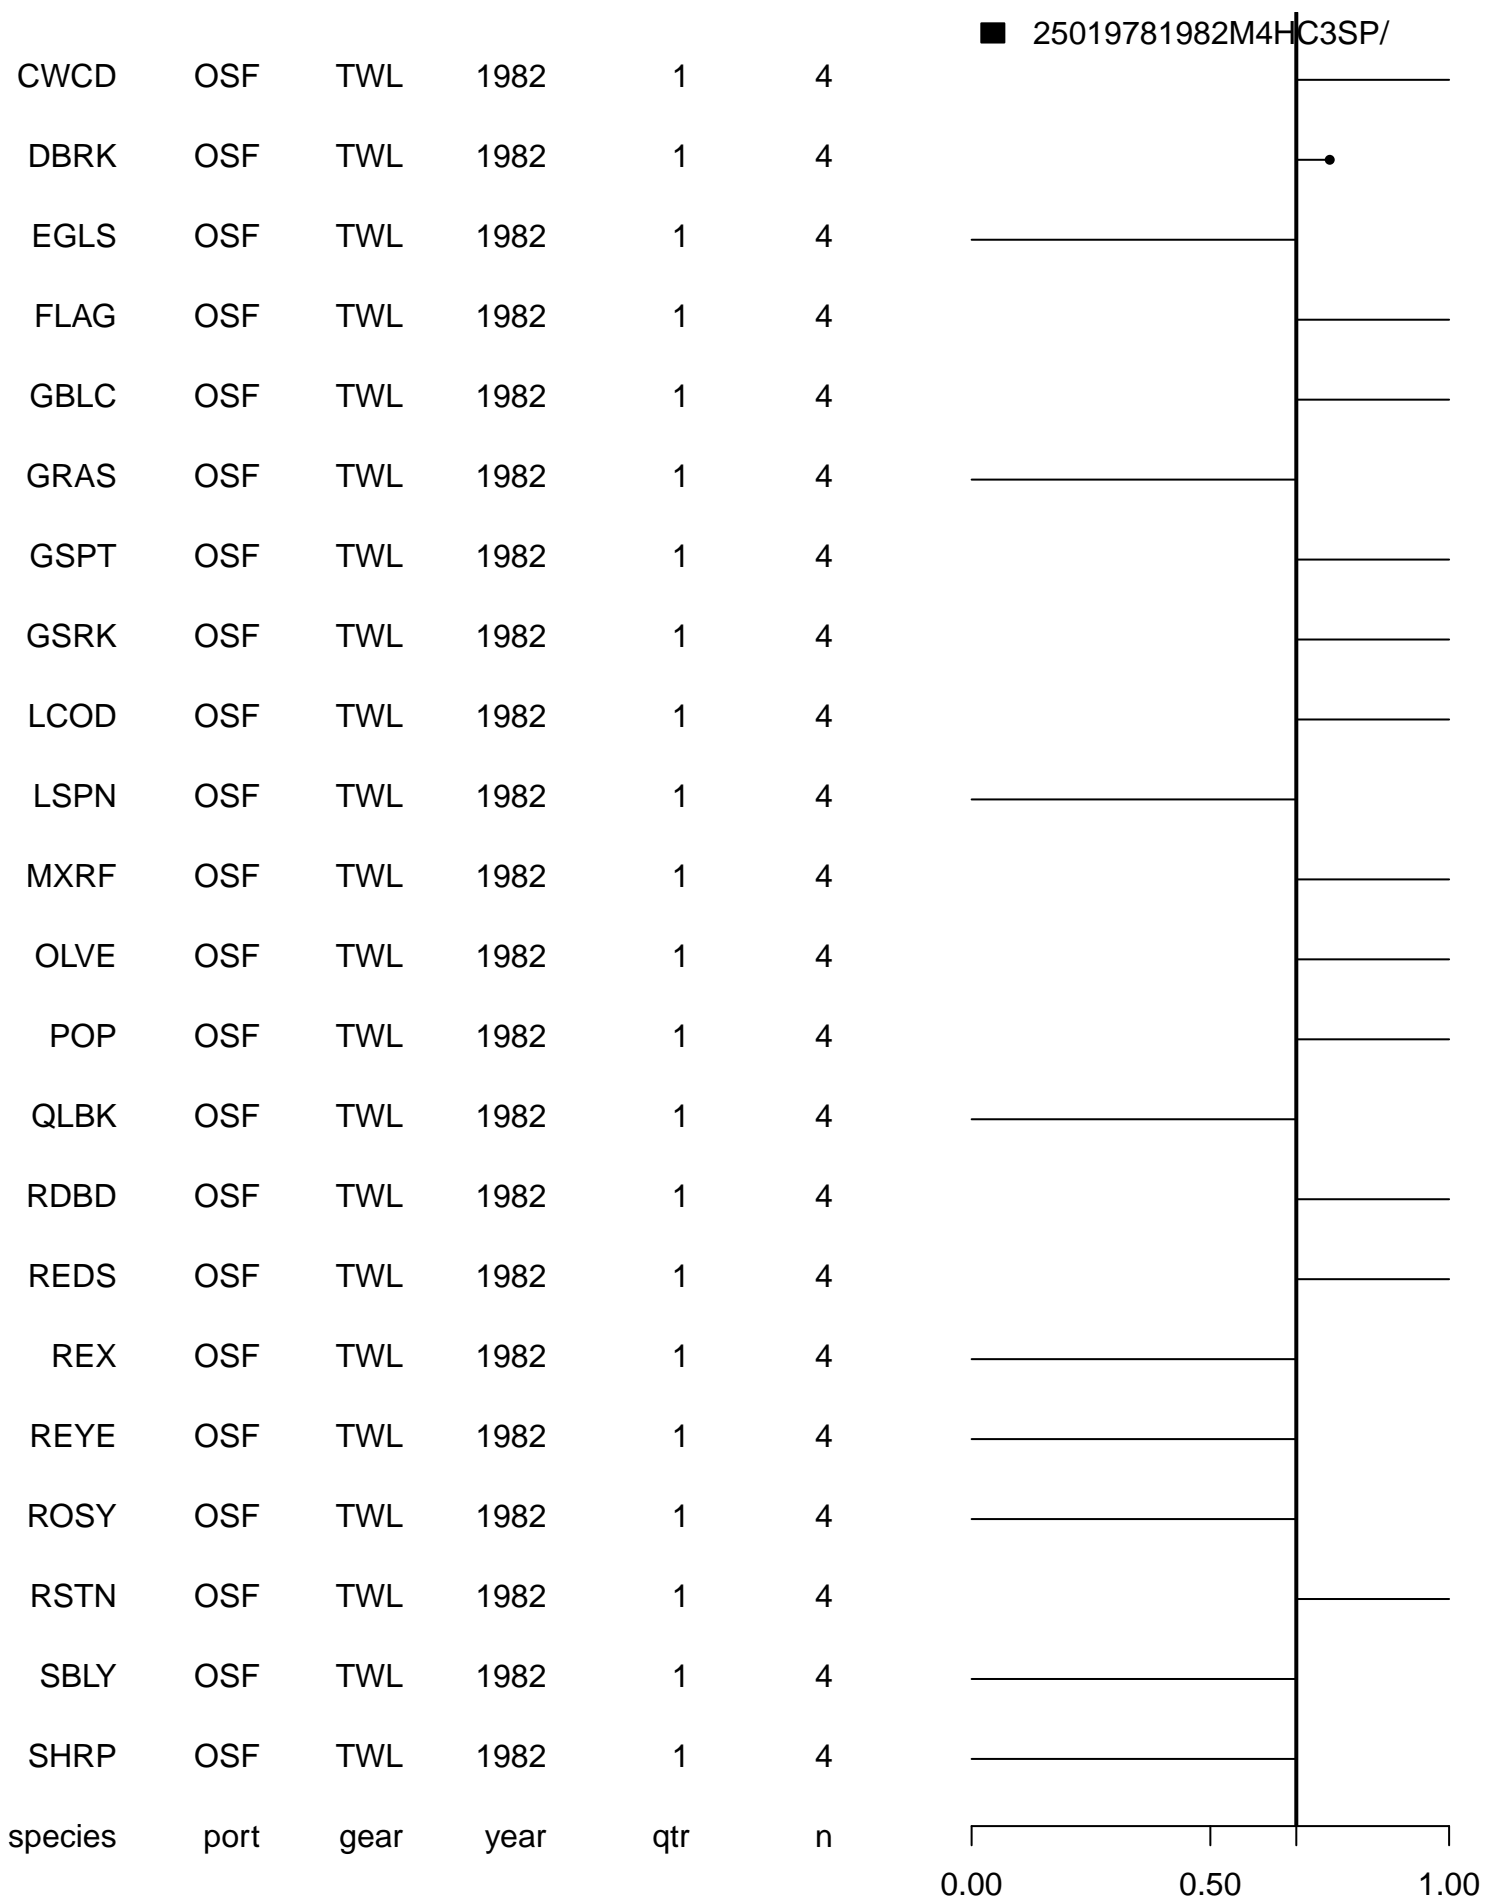 25019781982M4HC3SP/
CWCD OSF TWL 1982 1 4
DBRK OSF TWL 1982 1 4
EGLS OSF TWL 1982 1 4
FLAG OSF TWL 1982 1 4
GBLC OSF TWL 1982 1 4
GRAS OSF TWL 1982 1 4
GSPT OSF TWL 1982 1 4
GSRK OSF TWL 1982 1 4
LCOD OSF TWL 1982 1 4
LSPN OSF TWL 1982 1 4
MXRF OSF TWL 1982 1 4
OLVE OSF TWL 1982 1 4
POP OSF TWL 1982 1 4
QLBK OSF TWL 1982 1 4
RDBD OSF TWL 1982 1 4
REDS OSF TWL 1982 1 4
REX OSF TWL 1982 1 4
REYE OSF TWL 1982 1 4
ROSY OSF TWL 1982 1 4
RSTN OSF TWL 1982 1 4
SBLY OSF TWL 1982 1 4
SHRP OSF TWL 1982 1 4
species port gear year qtr n
0.00 0.50 1.00